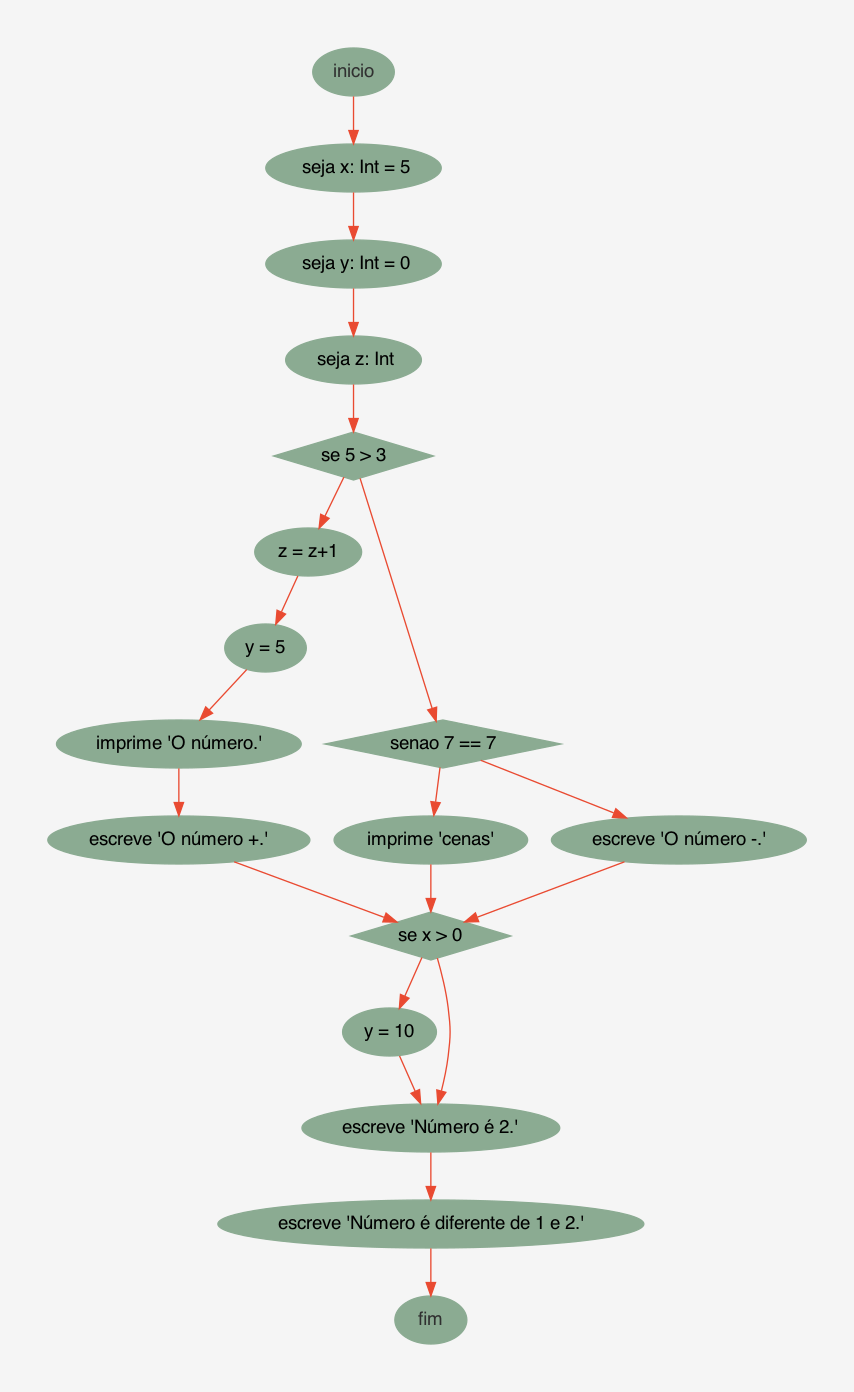 inicio
seja x: Int = 5
seja y: Int = 0
seja z: Int
se 5 > 3
z = z+1
y = 5
imprime 'O número.'
senao 7 == 7
escreve 'O número +.'
imprime 'cenas'
escreve 'O número -.'
se x > 0
y = 10
escreve 'Número é 2.'
escreve 'Número é diferente de 1 e 2.'
fim